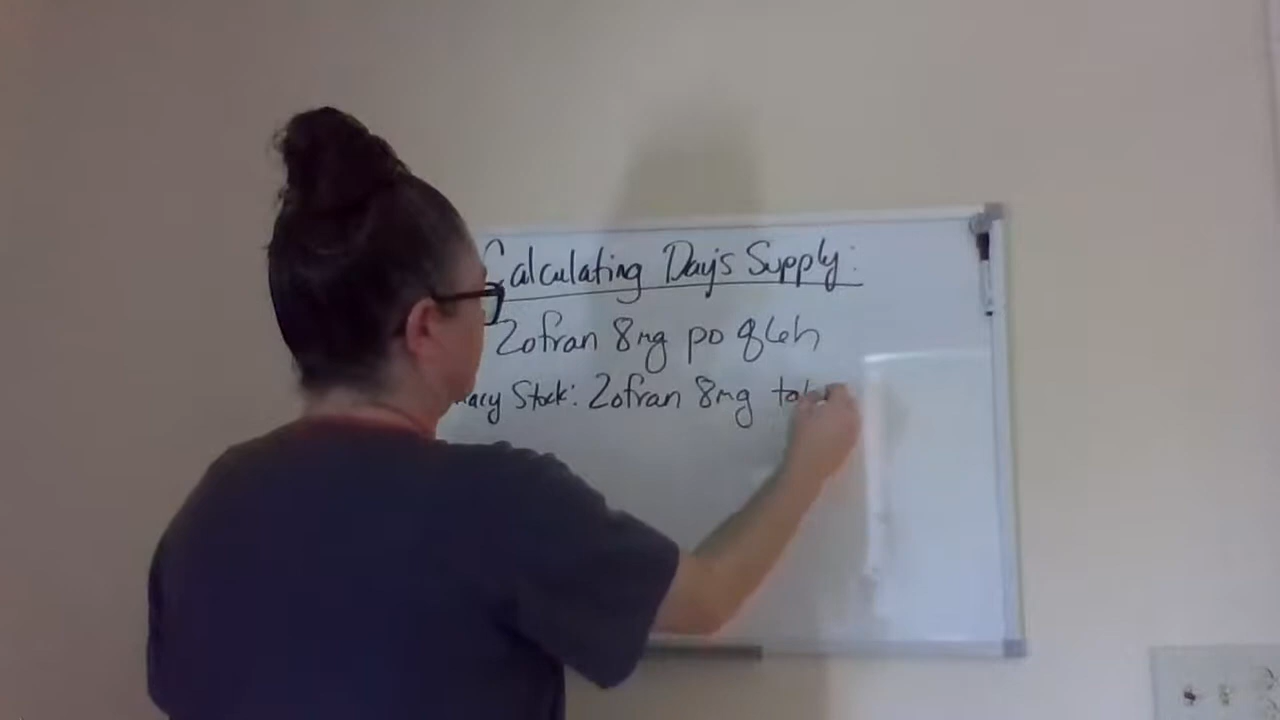 Calculating Day's Supply:
Zofran 8mg po q6h
Stock: Zofran 8mg